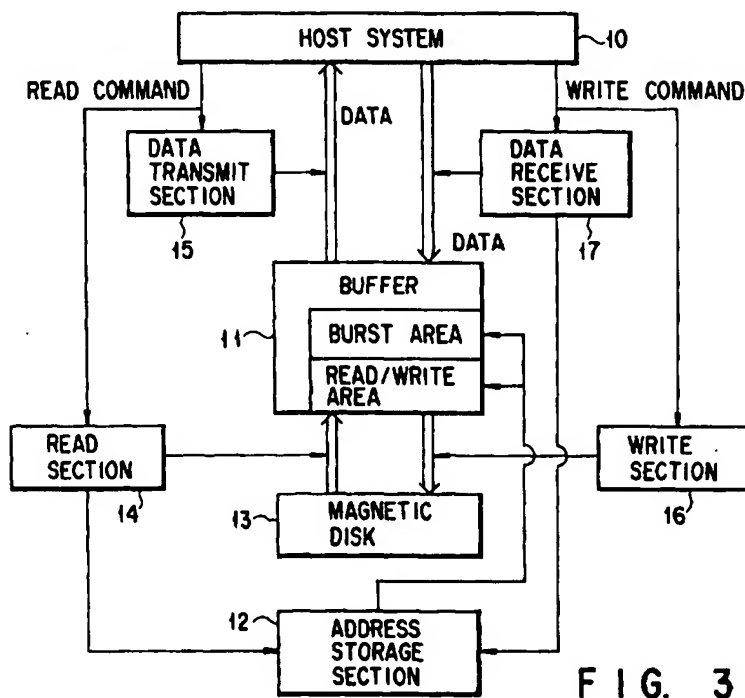 HOST SYSTEM
10
READ COMMAND
WRITE COMMAND
DATA
DATA
TRANSMIT
SECTION
15
DATA
RECEIVE
SECTION
17
DATA
BUFFER
11
BURST AREA
READ/WRITE
AREA
READ
SECTION
14
WRITE
SECTION
16
13
MAGNETIC
DISK
12
ADDRESS
STORAGE
SECTION
FIG. 3